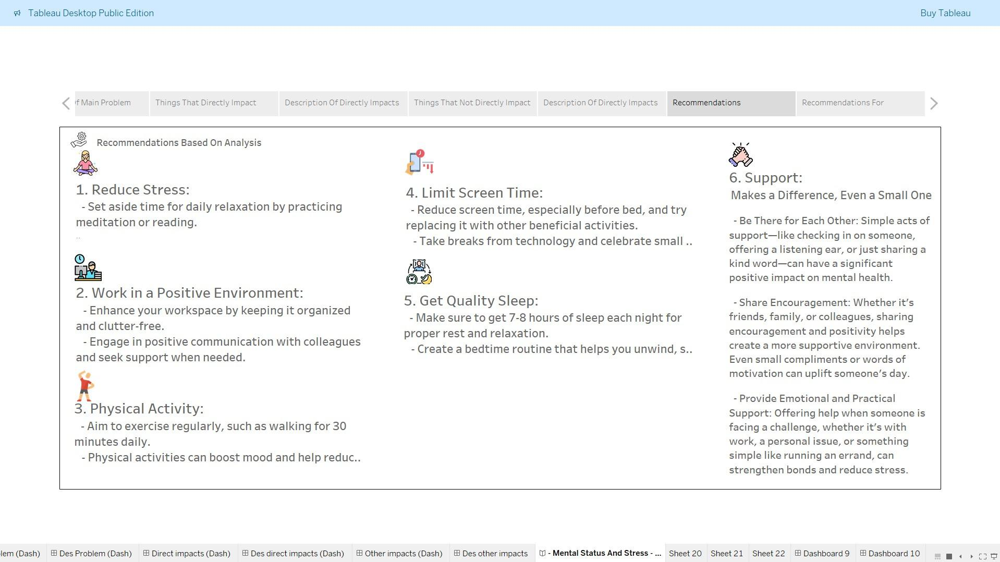 Tableau Desktop Public Edition
Buy Tableau
f Main Problem
Things That Directly Impact
Description Of Directly Impacts
Things That Not Directly Impact
Description Of Directly Impacts
Recommendations
Recommendations For
Recommendations Based On Analysis
1. Reduce Stress:
- Set aside time for daily relaxation by practicing
meditation or reading.
..
2. Work in a Positive Environment:
- Enhance your workspace by keeping it organized
and clutter-free.
- Engage in positive communication with colleagues
and seek support when needed.
3. Physical Activity:
- Aim to exercise regularly, such as walking for 30
minutes daily.
- Physical activities can boost mood and help reduc..
4. Limit Screen Time:
- Reduce screen time, especially before bed, and try
replacing it with other beneficial activities.
- Take breaks from technology and celebrate small ..
5. Get Quality Sleep:
- Make sure to get 7-8 hours of sleep each night for
proper rest and relaxation.
- Create a bedtime routine that helps you unwind, s..
6. Support:
Makes a Difference, Even a Small One
- Be There for Each Other: Simple acts of
support—like checking in on someone,
offering a listening ear, or just sharing a
kind word—can have a significant
positive impact on mental health.
- Share Encouragement: Whether it’s
friends, family, or colleagues, sharing
encouragement and positivity helps
create a more supportive environment.
Even small compliments or words of
motivation can uplift someone’s day.
- Provide Emotional and Practical
Support: Offering help when someone is
facing a challenge, whether it’s with
work, a personal issue, or something
simple like running an errand, can
strengthen bonds and reduce stress.
lem (Dash)
Des Problem (Dash)
Direct impacts (Dash)
Des direct impacts (Dash)
Other impacts (Dash)
Des other impacts
- Mental Status And Stress - ...
Sheet 20
Sheet 21
Sheet 22
Dashboard 9
Dashboard 10